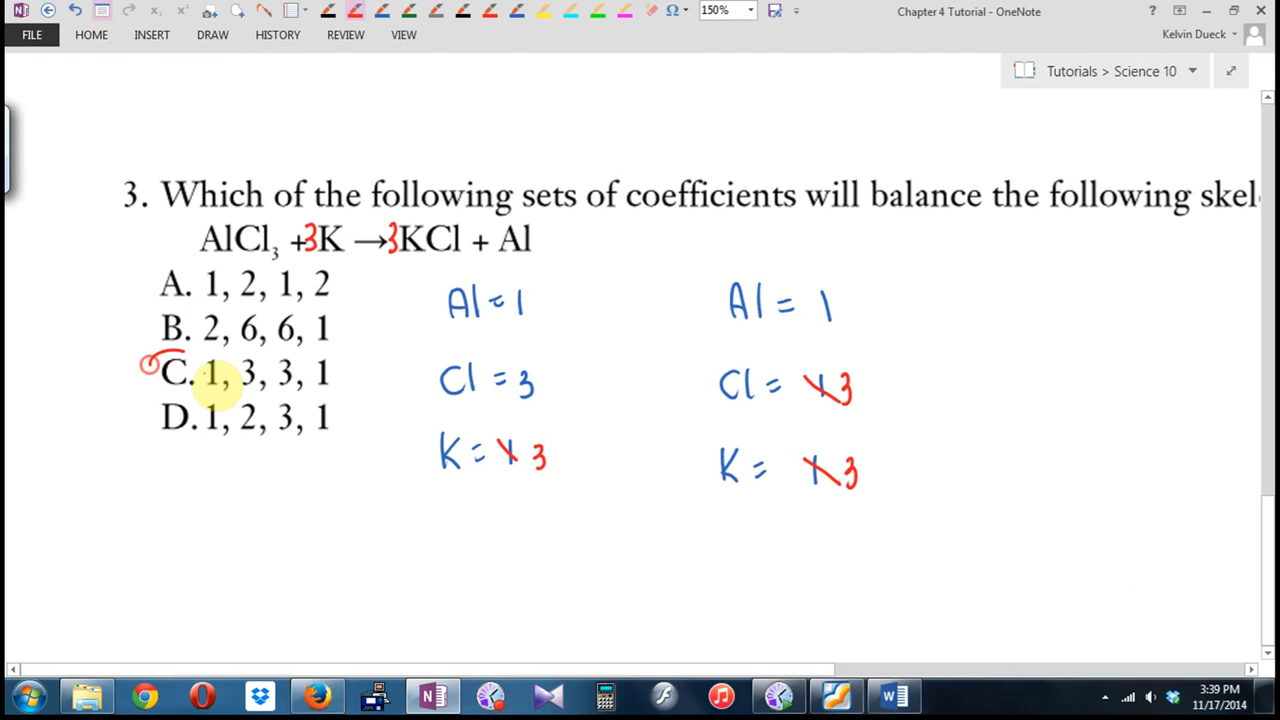 150%
Chapter 4 Tutorial - OneNote
FILE HOME INSERT DRAW HISTORY REVIEW VIEW
Kelvin Dueck
Tutorials > Science 10
3. Which of the following sets of coefficients will balance the following skel
AlCl₃ + 3K → 3KCl + Al
A. 1, 2, 1, 2
B. 2, 6, 6, 1
C. 1, 3, 3, 1
D. 1, 2, 3, 1
Al = 1 Al = 1
Cl = 3 Cl = 1 3
K = 1 3 K = 1 3
3:39 PM
11/17/2014